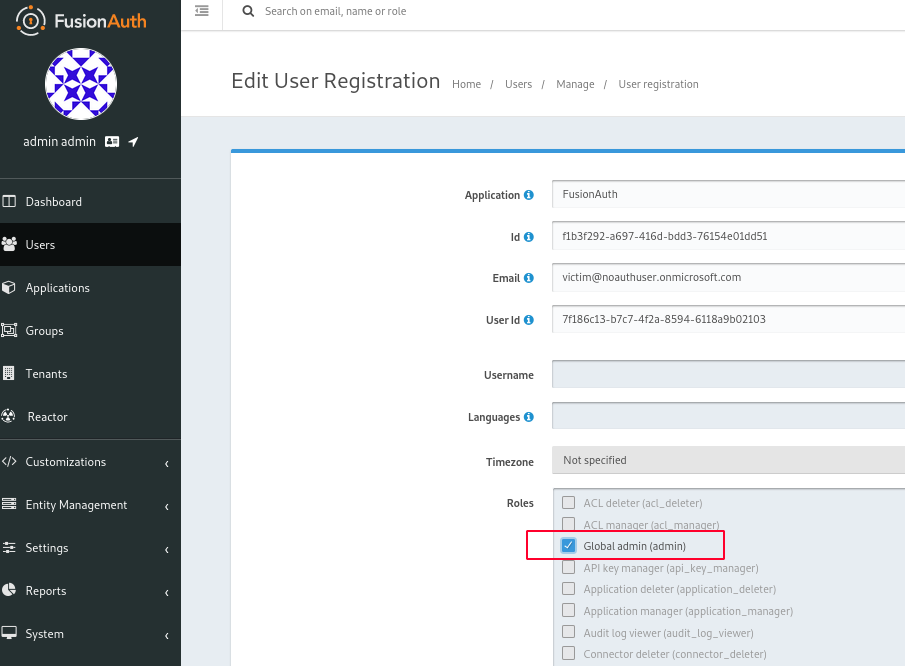 FusionAuth
Search on email, name or role
admin admin
Edit User Registration
Home / Users / Manage / User registration
Dashboard
Users
Applications
Groups
Tenants
Reactor
Customizations
Entity Management
Settings
Reports
System
Application FusionAuth
Id f1b3f292-a697-416d-bdd3-76154e01dd51
Email victim@noauthuser.onmicrosoft.com
User Id 7f186c13-b7c7-4f2a-8594-6118a9b02103
Username
Languages
Timezone Not specified
Roles ACL deleter (acl_deleter)
ACL manager (acl_manager)
Global admin (admin)
API key manager (api_key_manager)
Application deleter (application_deleter)
Application manager (application_manager)
Audit log viewer (audit_log_viewer)
Connector deleter (connector_deleter)